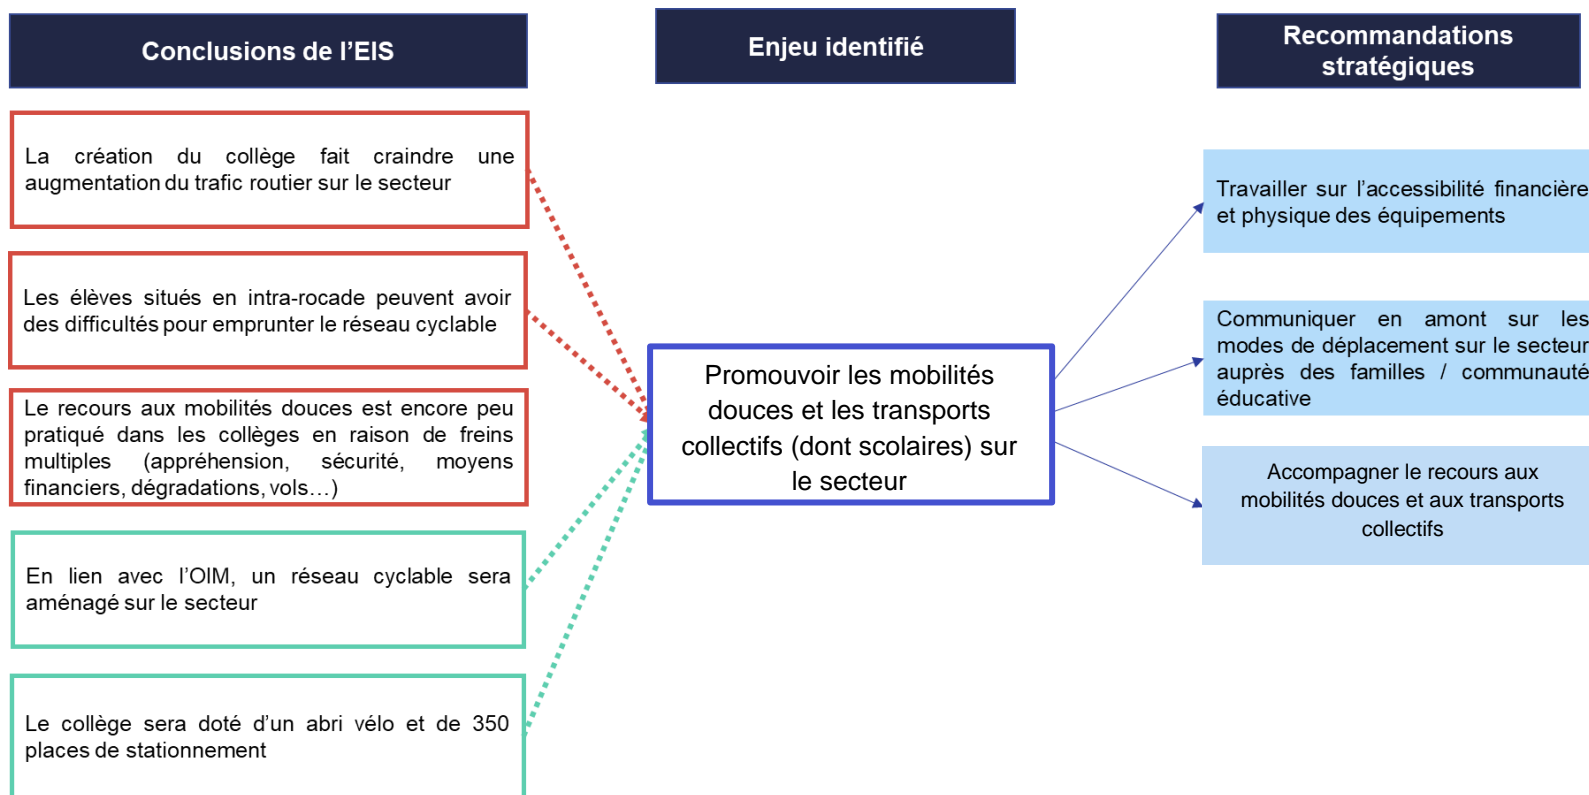 Conclusions de l’EIS
Enjeu identifié
Recommandations
stratégiques
La création du collège fait craindre une
augmentation du trafic routier sur le secteur
Les élèves situés en intra-rocade peuvent avoir
des difficultés pour emprunter le réseau cyclable
Le recours aux mobilités douces est encore peu
pratiqué dans les collèges en raison de freins
multiples (appréhension, sécurité, moyens
financiers, dégradations, vols…)
En lien avec l’OIM, un réseau cyclable sera
aménagé sur le secteur
Le collège sera doté d’un abri vélo et de 350
places de stationnement
Promouvoir les mobilités
douces et les transports
collectifs (dont scolaires) sur
le secteur
Travailler sur l’accessibilité financière
et physique des équipements
Communiquer en amont sur les
modes de déplacement sur le secteur
auprès des familles / communauté
éducative
Accompagner le recours aux
mobilités douces et aux transports
collectifs